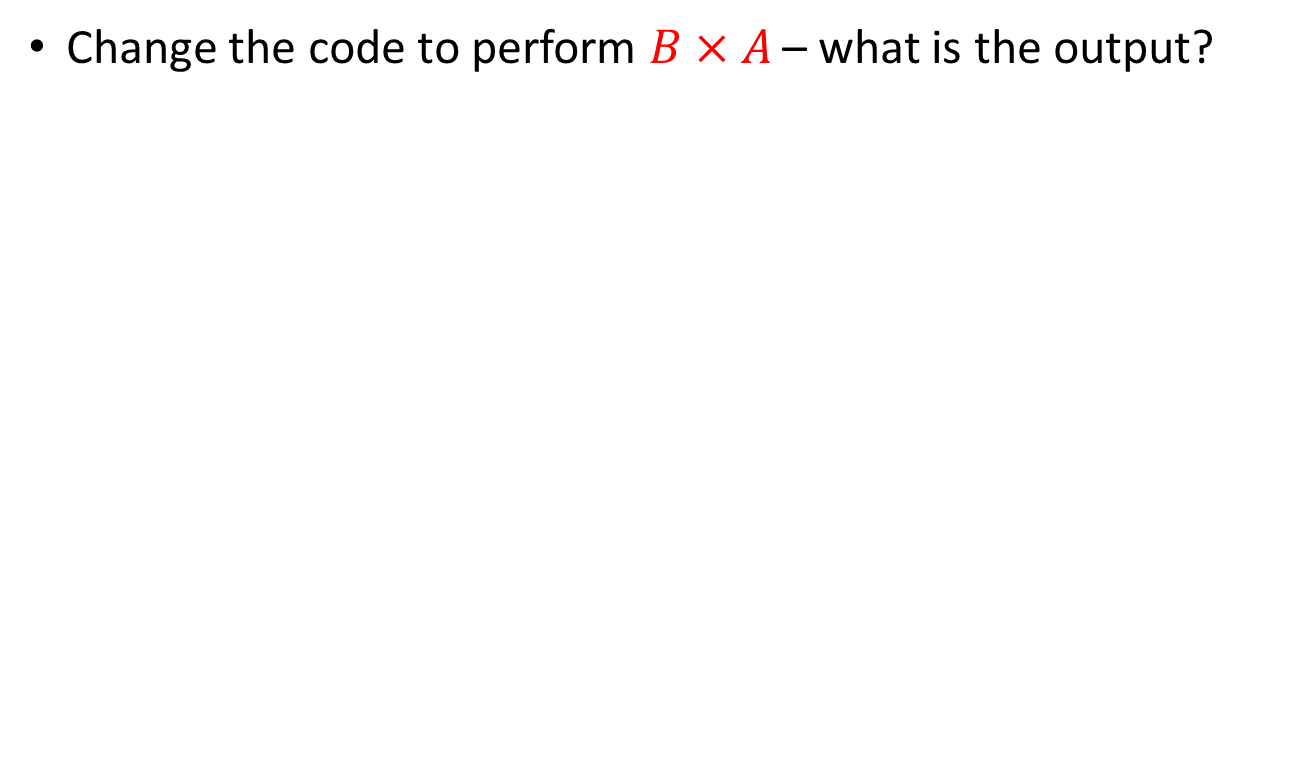 • Change the code to perform B × A – what is the output?